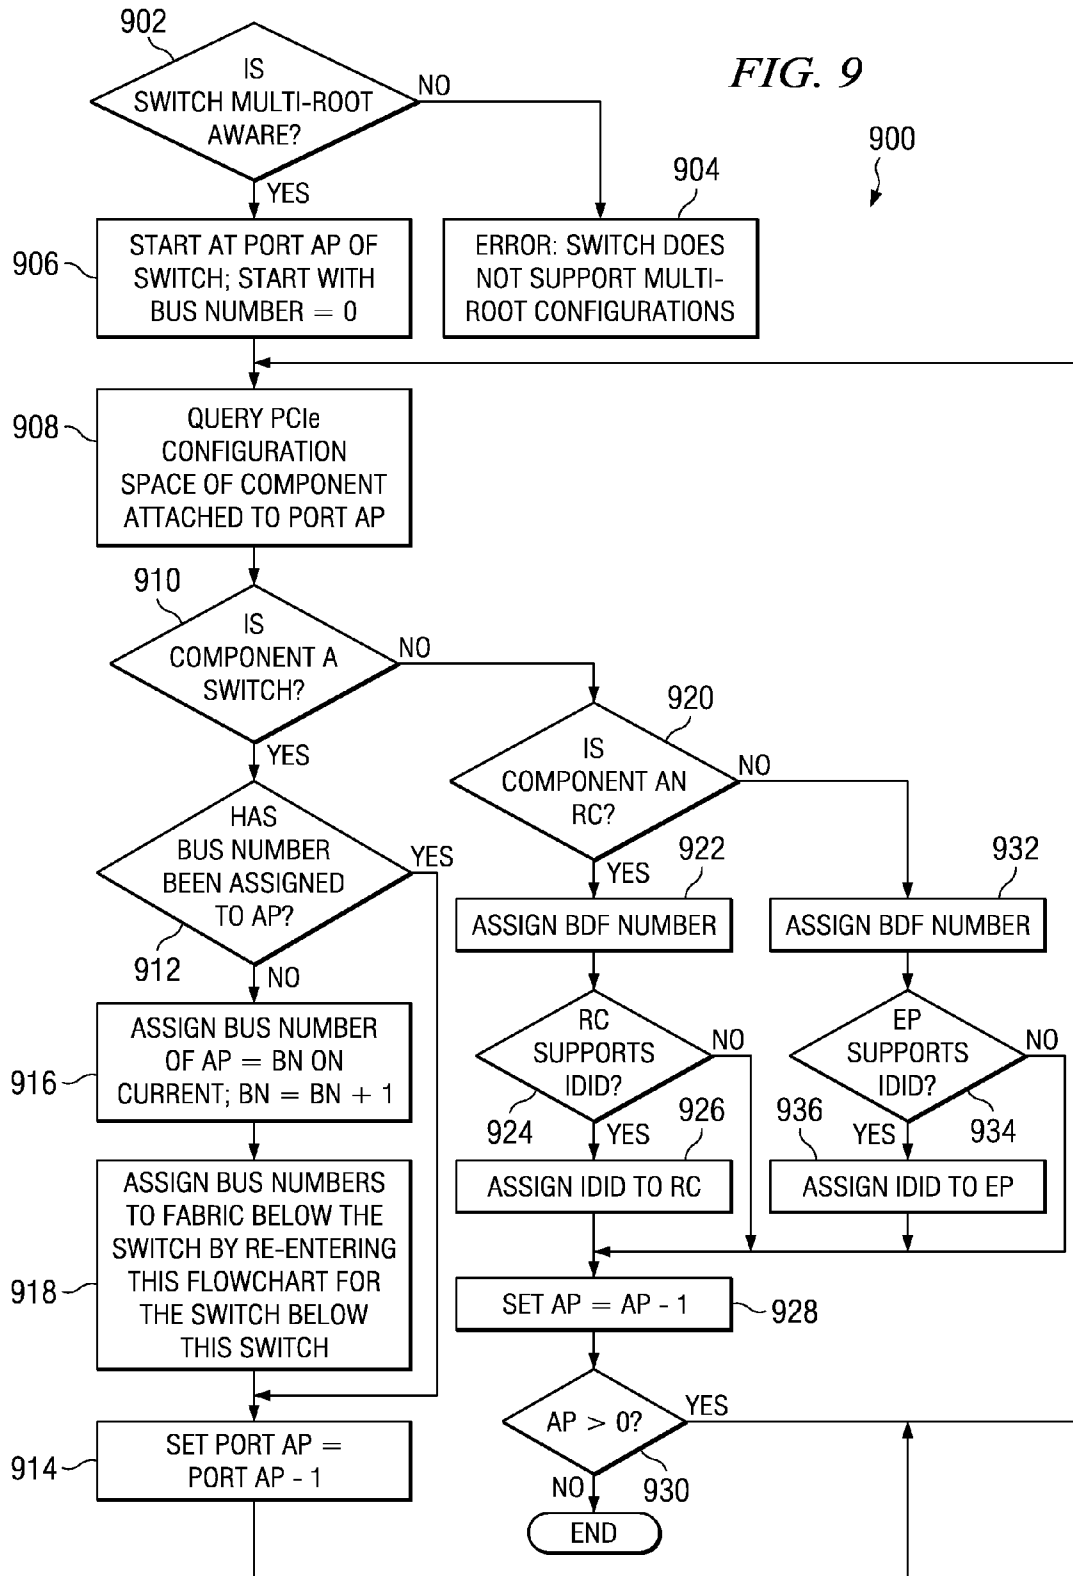 FIG. 9
900
902
IS
SWITCH MULTI-ROOT
AWARE?
NO
YES
904
ERROR: SWITCH DOES
NOT SUPPORT MULTI-
ROOT CONFIGURATIONS
906
START AT PORT AP OF
SWITCH; START WITH
BUS NUMBER = 0
908
QUERY PCIe
CONFIGURATION
SPACE OF COMPONENT
ATTACHED TO PORT AP
910
IS
COMPONENT A
SWITCH?
NO
YES
912
HAS
BUS NUMBER
BEEN ASSIGNED
TO AP?
YES
NO
916
ASSIGN BUS NUMBER
OF AP = BN ON
CURRENT; BN = BN + 1
918
ASSIGN BUS NUMBERS
TO FABRIC BELOW THE
SWITCH BY RE-ENTERING
THIS FLOWCHART FOR
THE SWITCH BELOW
THIS SWITCH
914
SET PORT AP =
PORT AP - 1
920
IS
COMPONENT AN
RC?
NO
YES
922
ASSIGN BDF NUMBER
924
RC
SUPPORTS
IDID?
NO
YES
926
ASSIGN IDID TO RC
932
ASSIGN BDF NUMBER
934
EP
SUPPORTS
IDID?
NO
YES
936
ASSIGN IDID TO EP
928
SET AP = AP - 1
930
AP > 0?
YES
NO
END